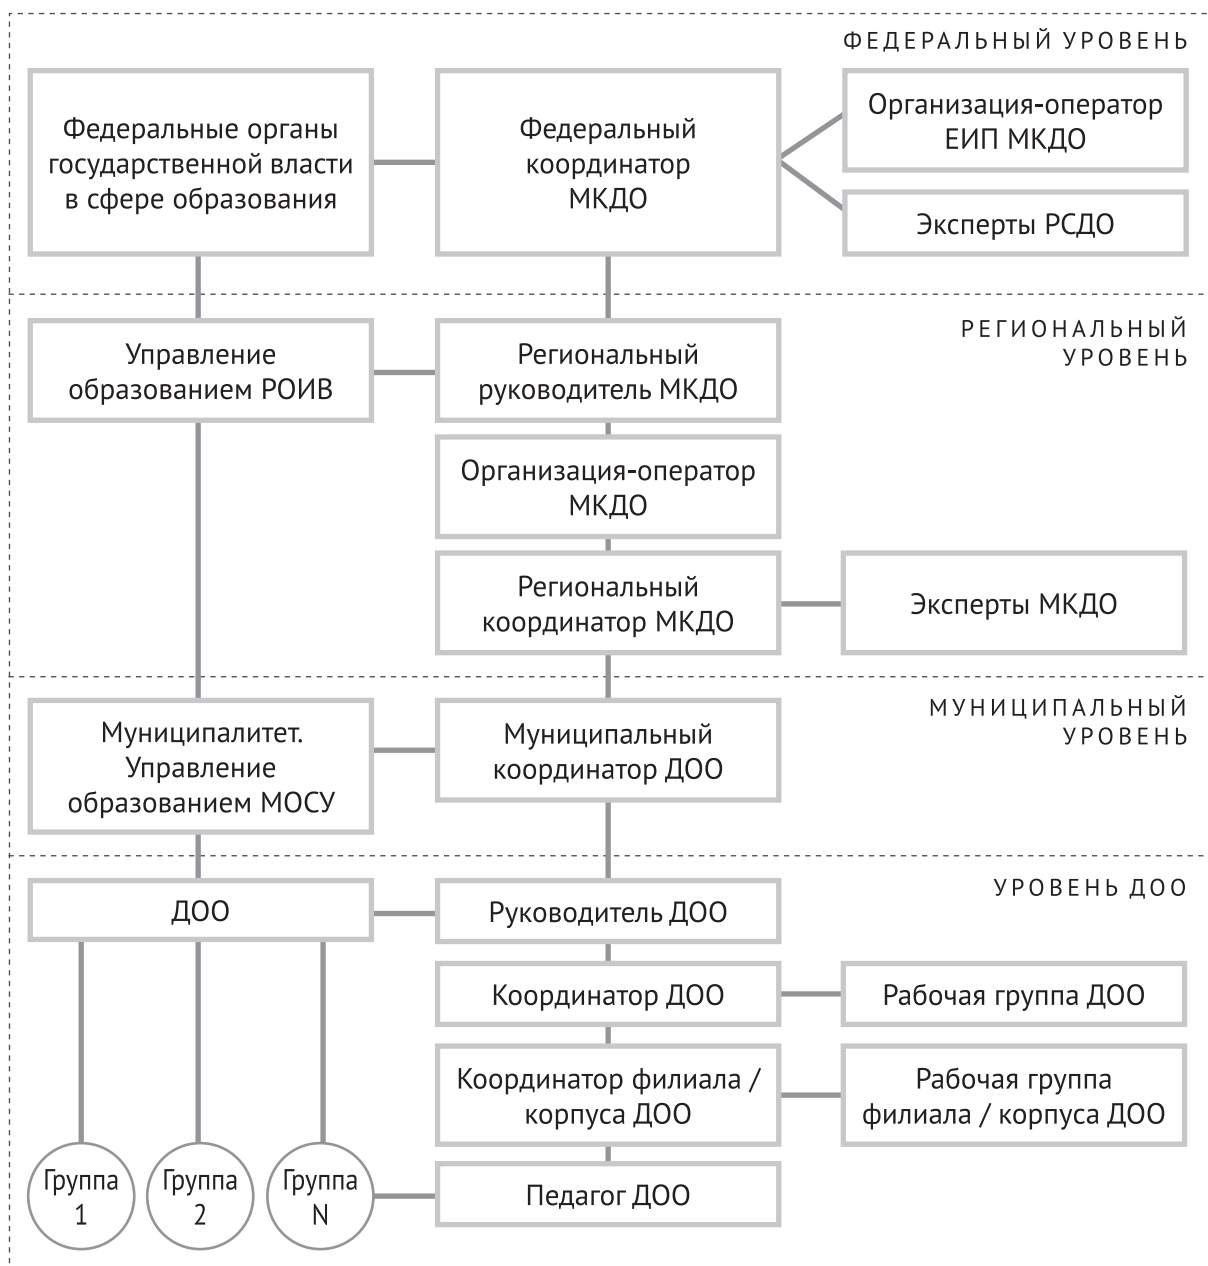 ФЕДЕРАЛЬНЫЙ УРОВЕНЬ
Федеральные органы
государственной власти
в сфере образования
Федеральный
координатор
МКДО
Организация-оператор
ЕИП МКДО
Эксперты РСДО
РЕГИОНАЛЬНЫЙ
УРОВЕНЬ
Управление
образованием РОИВ
Региональный
руководитель МКДО
Организация-оператор
МКДО
Региональный
координатор МКДО
Эксперты МКДО
МУНИЦИПАЛЬНЫЙ
УРОВЕНЬ
Муниципалитет.
Управление
образованием МОСУ
Муниципальный
координатор ДОО
УРОВЕНЬ ДОО
ДОО
Руководитель ДОО
Координатор ДОО
Рабочая группа ДОО
Координатор филиала /
корпуса ДОО
Рабочая группа
филиала / корпуса ДОО
Группа
1
Группа
2
Группа
N
Педагог ДОО